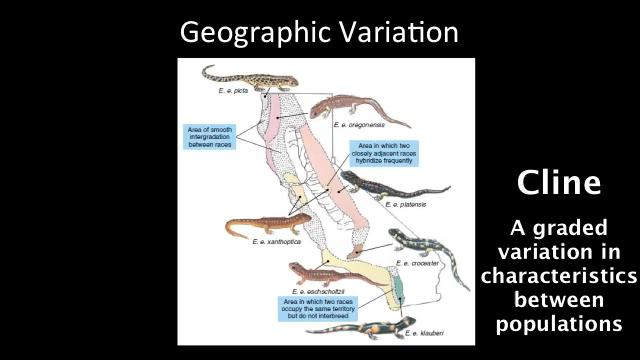 Geographic Variation
E. e. picta
E. e. oregonensis
Area of smooth
intergradation
between races
Area in which two
closely adjacent races
hybridize frequently
E. e. platensis
E. e. xanthoptica
E. e. croceater
E. e. eschscholtzii
Area in which two races
occupy the same territory
but do not interbreed
E. e. klauberi
Cline
A graded
variation in
characteristics
between
populations